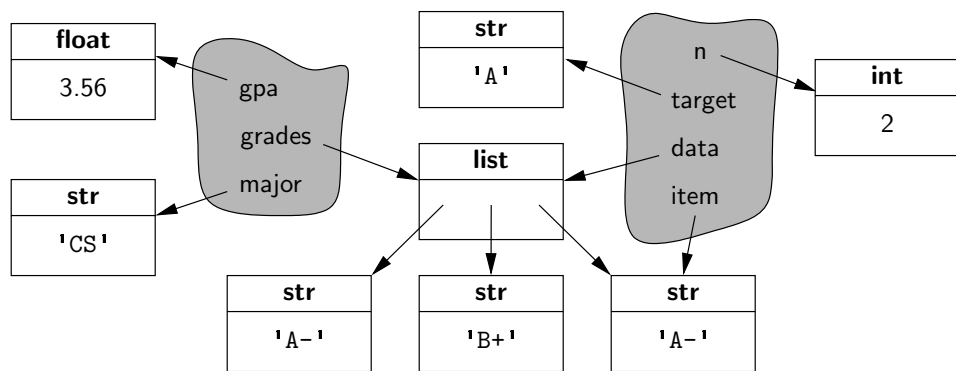 float
3.56
gpa
grades
major
str
'CS'
str
'A'
n
target
data
item
int
2
list
str
'A-'
str
'B+'
str
'A-'